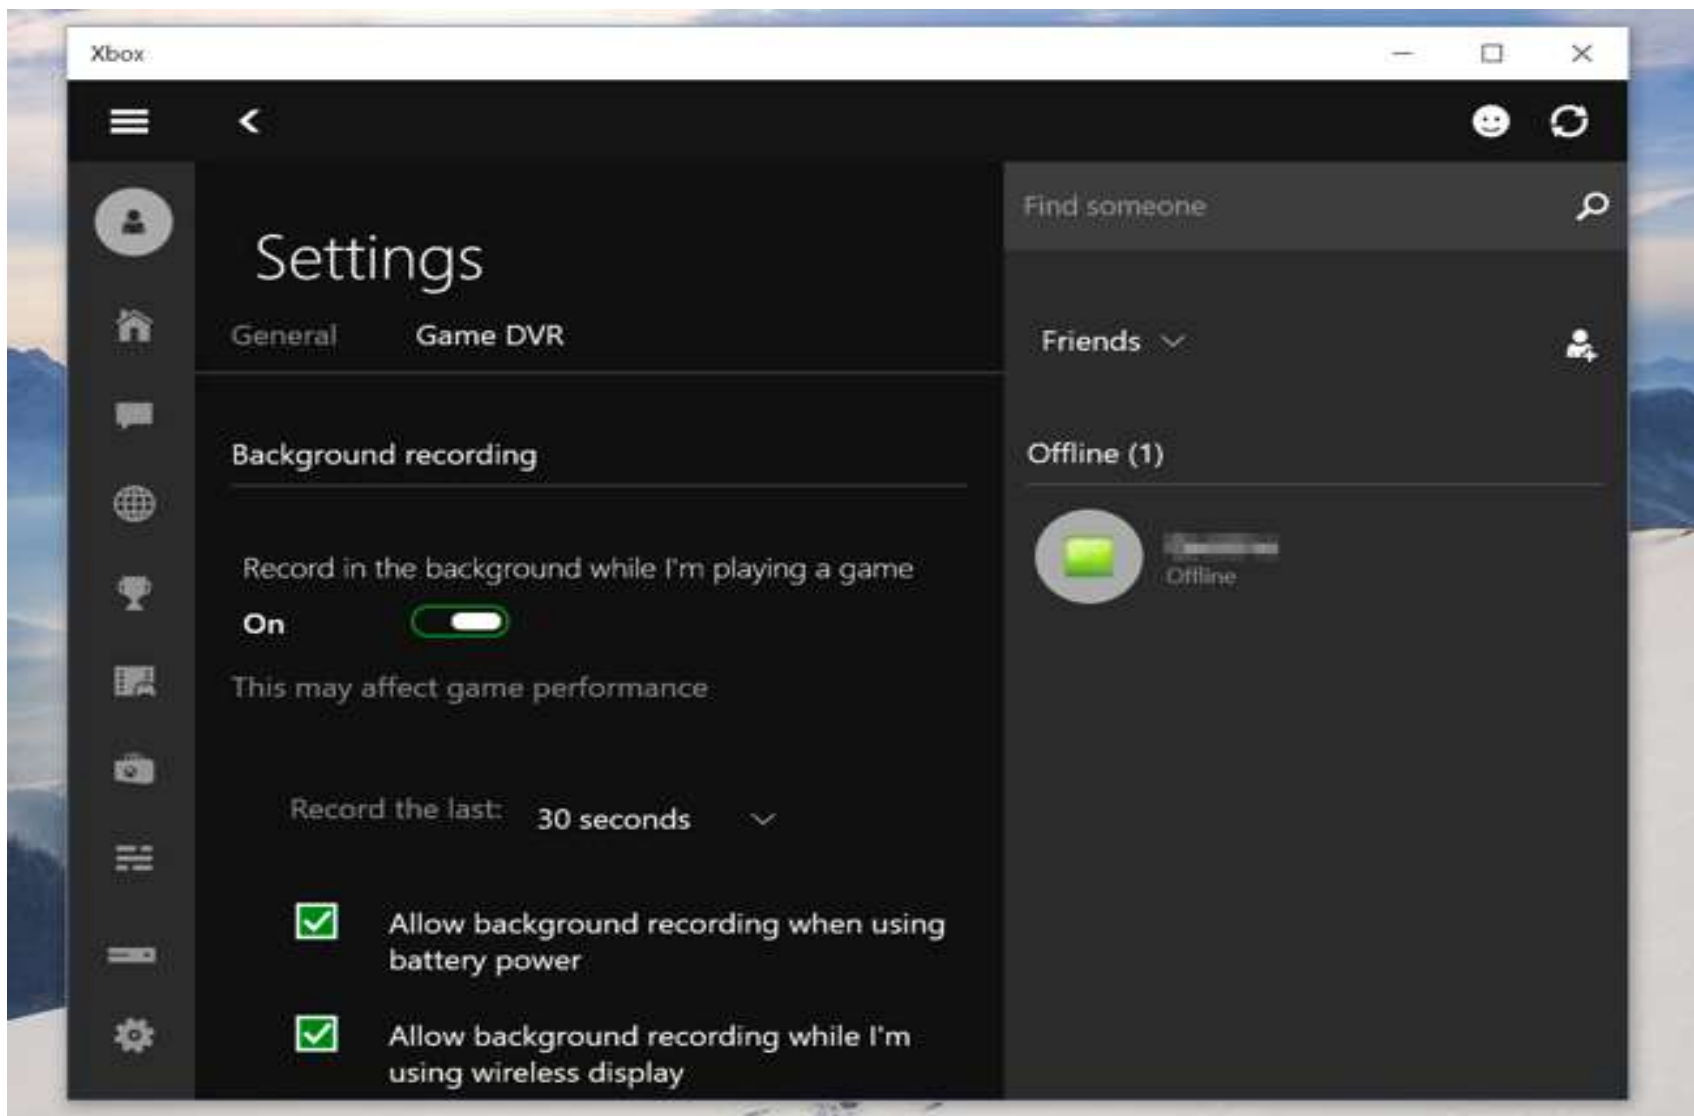 Xbox
Find someone
Settings
General Game DVR
Friends
Background recording
Offline (1)
Record in the background while I'm playing a game
On
Offline
This may affect game performance
Record the last: 30 seconds
Allow background recording when using
battery power
Allow background recording while I'm
using wireless display